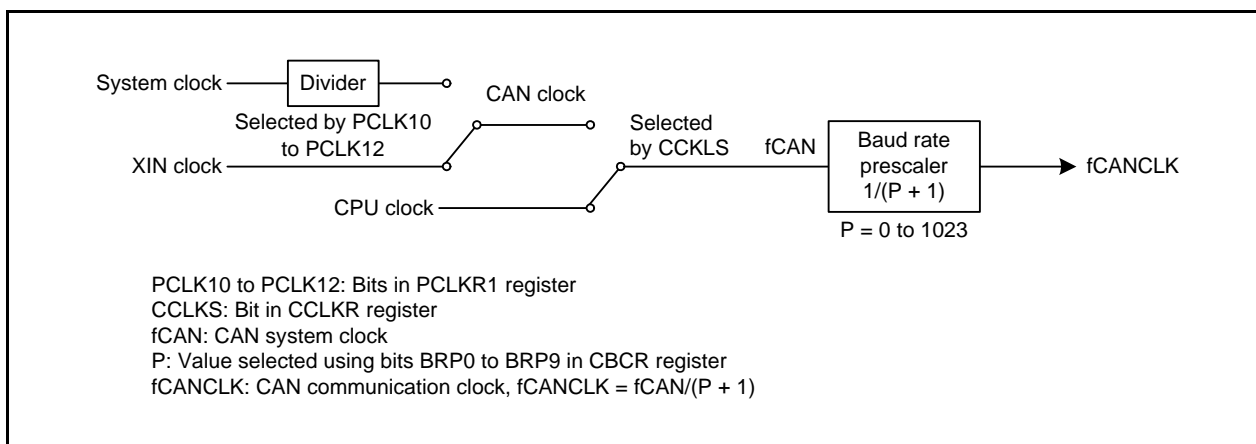 System clock
Divider
CAN clock
Selected by PCLK10
to PCLK12
Selected
by CCKLS
fCAN
Baud rate
prescaler
1/(P + 1)
fCANCLK
XIN clock
CPU clock
P = 0 to 1023
PCLK10 to PCLK12: Bits in PCLKR1 register
CCLKS: Bit in CCLKR register
fCAN: CAN system clock
P: Value selected using bits BRP0 to BRP9 in CBCR register
fCANCLK: CAN communication clock, fCANCLK = fCAN/(P + 1)